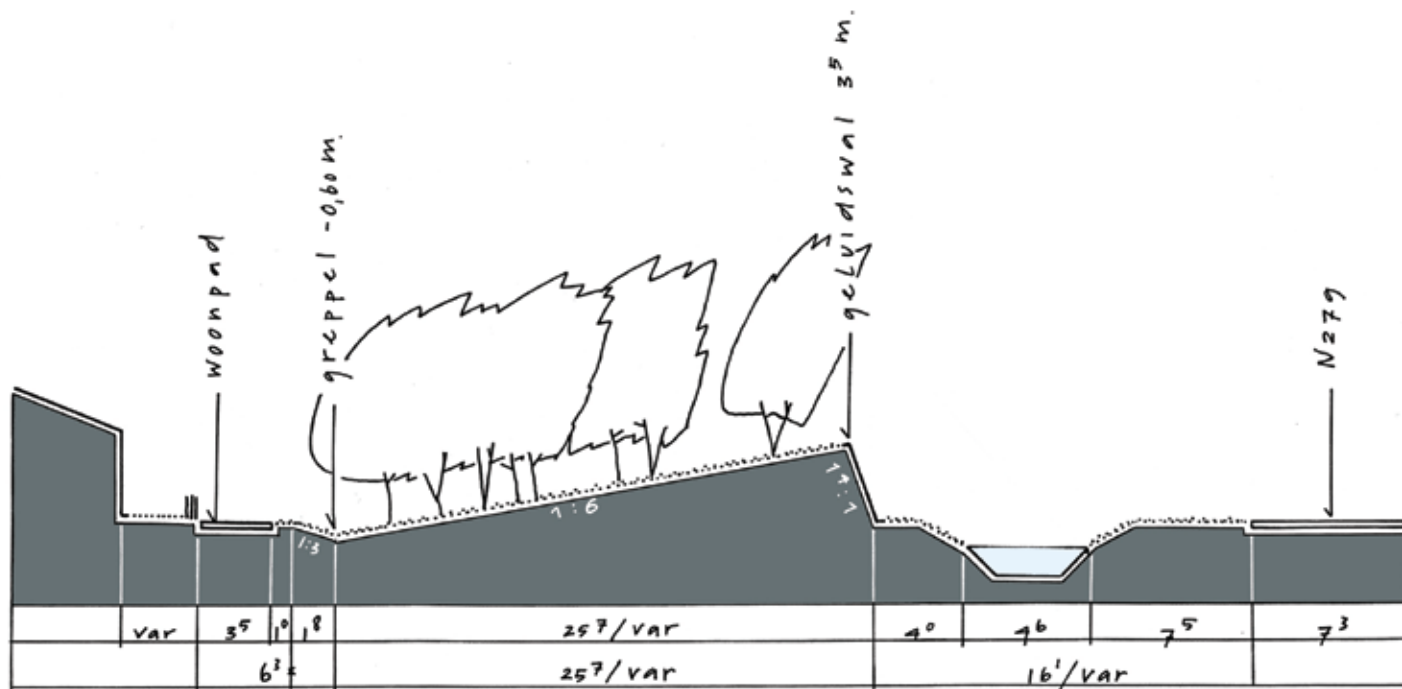 woonpad
greppel -0,60 m.
geluidswal 3⁵ m.
N279
1:3
1:6
14:1
var 3⁵ 1⁰ 1⁸ 25⁷/var 4⁰ 4⁶ 7⁵ 7³
6³ 25⁷/var 16¹/var